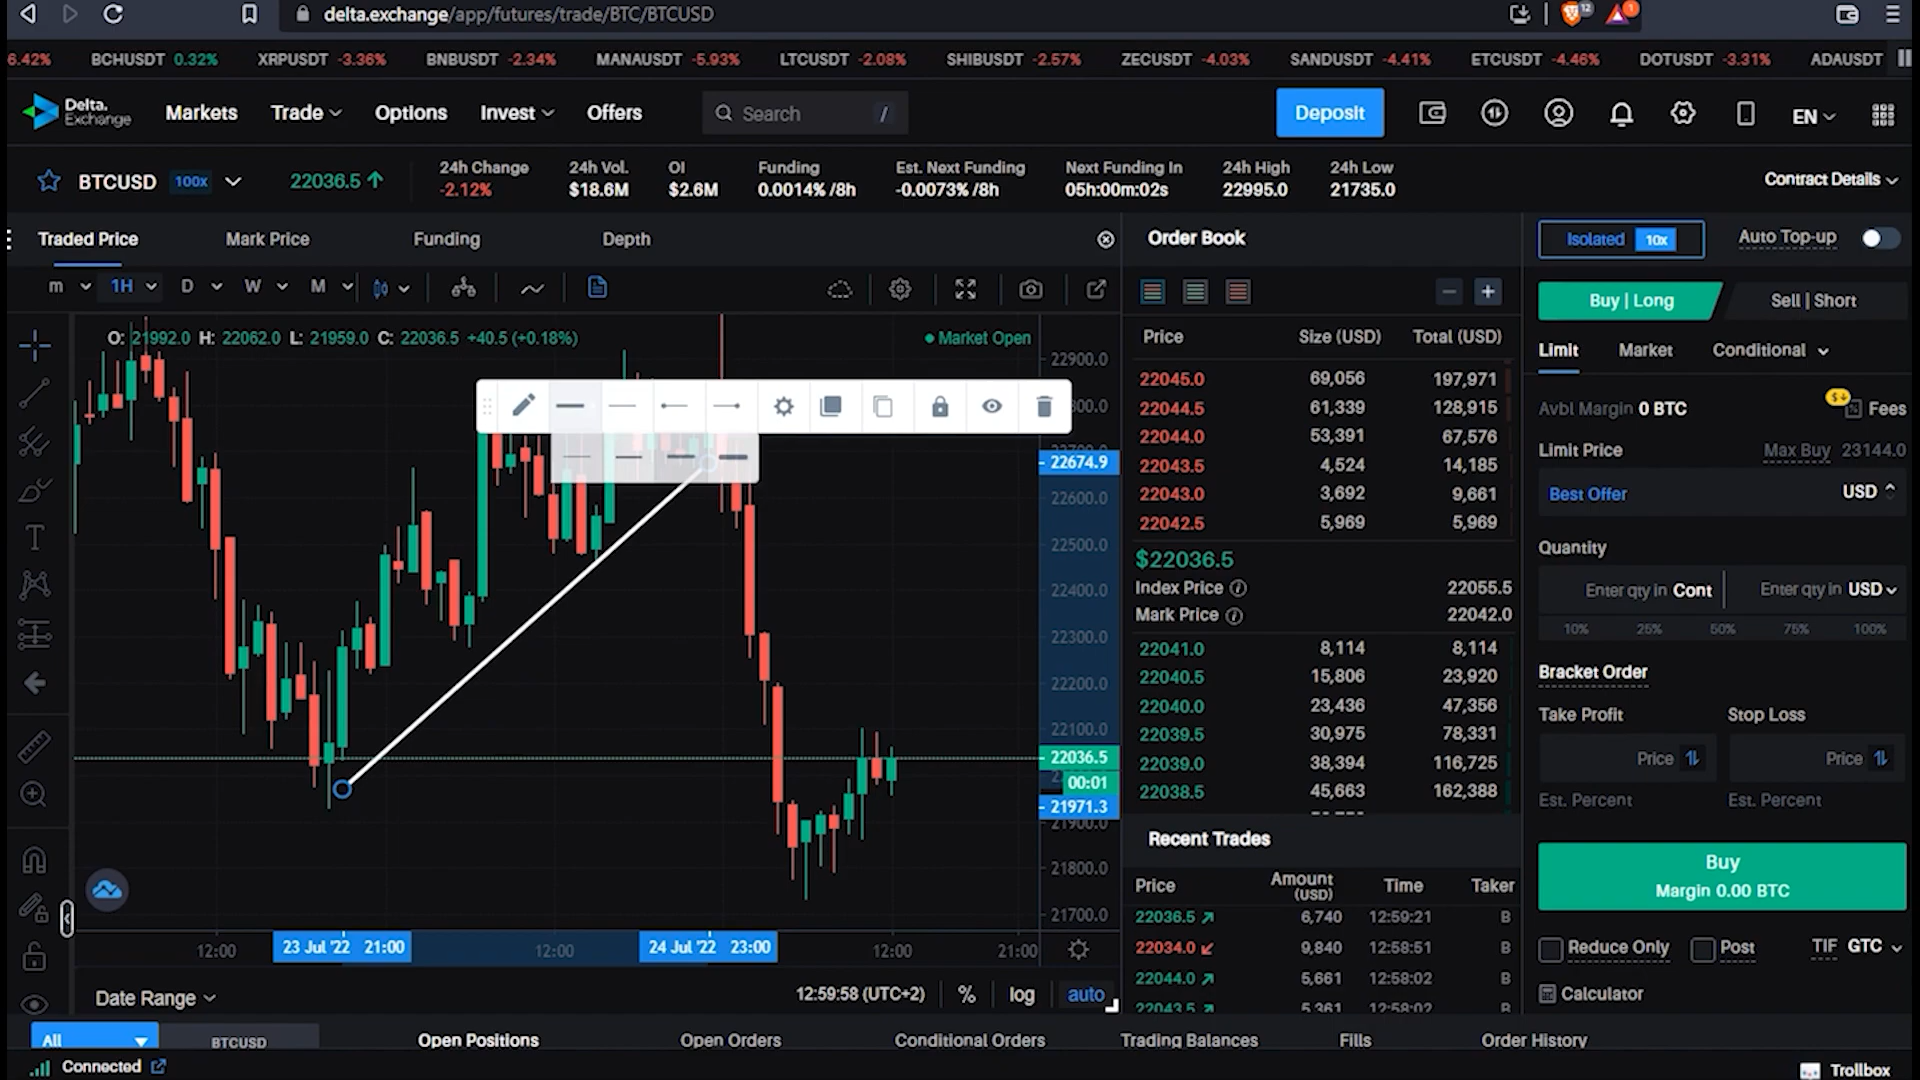 delta.exchange/app/futures/trade/BTC/BTCUSD
12 1
6.42% BCHUSDT 0.32% XRPUSDT -3.36% BNBUSDT -2.34% MANAUSDT -5.93% LTCUSDT -2.08% SHIBUSDT -2.57% ZECUSDT -4.03% SANDUSDT -4.41% ETCUSDT -4.46% DOTUSDT -3.31% ADAUSDT
Delta. Exchange Markets Trade Options Invest Offers Search / Deposit EN
24h Change 24h Vol. OI Funding Est. Next Funding Next Funding In 24h High 24h Low
BTCUSD 100x 22036.5 -2.12% $18.6M $2.6M 0.0014% /8h -0.0073% /8h 05h:00m:02s 22995.0 21735.0 Contract Details
Traded Price Mark Price Funding Depth
m 1H D W M
O: 21992.0 H: 22062.0 L: 21959.0 C: 22036.5 +40.5 (+0.18%) Market Open
22900.0
22674.9
22600.0
22500.0
22400.0
22300.0
22200.0
22100.0
22036.5
00:01
21971.3
21900.0
21800.0
21700.0
12:00 23 Jul '22 21:00 12:00 24 Jul '22 23:00 12:00 21:00
Date Range 12:59:58 (UTC+2) % log auto
Order Book
Price Size (USD) Total (USD)
22045.0 69,056 197,971
22044.5 61,339 128,915
22044.0 53,391 67,576
22043.5 4,524 14,185
22043.0 3,692 9,661
22042.5 5,969 5,969
$22036.5
Index Price 22055.5
Mark Price 22042.0
22041.0 8,114 8,114
22040.5 15,806 23,920
22040.0 23,436 47,356
22039.5 30,975 78,331
22039.0 38,394 116,725
22038.5 45,663 162,388
Recent Trades
Price Amount (USD) Time Taker
22036.5 6,740 12:59:21 B
22034.0 9,840 12:58:51 B
22044.0 5,661 12:58:02 B
22043.5 5,361 12:58:02 B
Isolated 10x Auto Top-up
Buy | Long Sell | Short
Limit Market Conditional
Avbl Margin 0 BTC Fees
Limit Price Max Buy 23144.0
Best Offer USD
Quantity
Enter qty in Cont Enter qty in USD
10% 25% 50% 75% 100%
Bracket Order
Take Profit Stop Loss
Price Price
Est. Percent Est. Percent
Buy
Margin 0.00 BTC
Reduce Only Post TIF GTC
Calculator
All BTCUSD Open Positions Open Orders Conditional Orders Trading Balances Fills Order History
Connected Trollbox